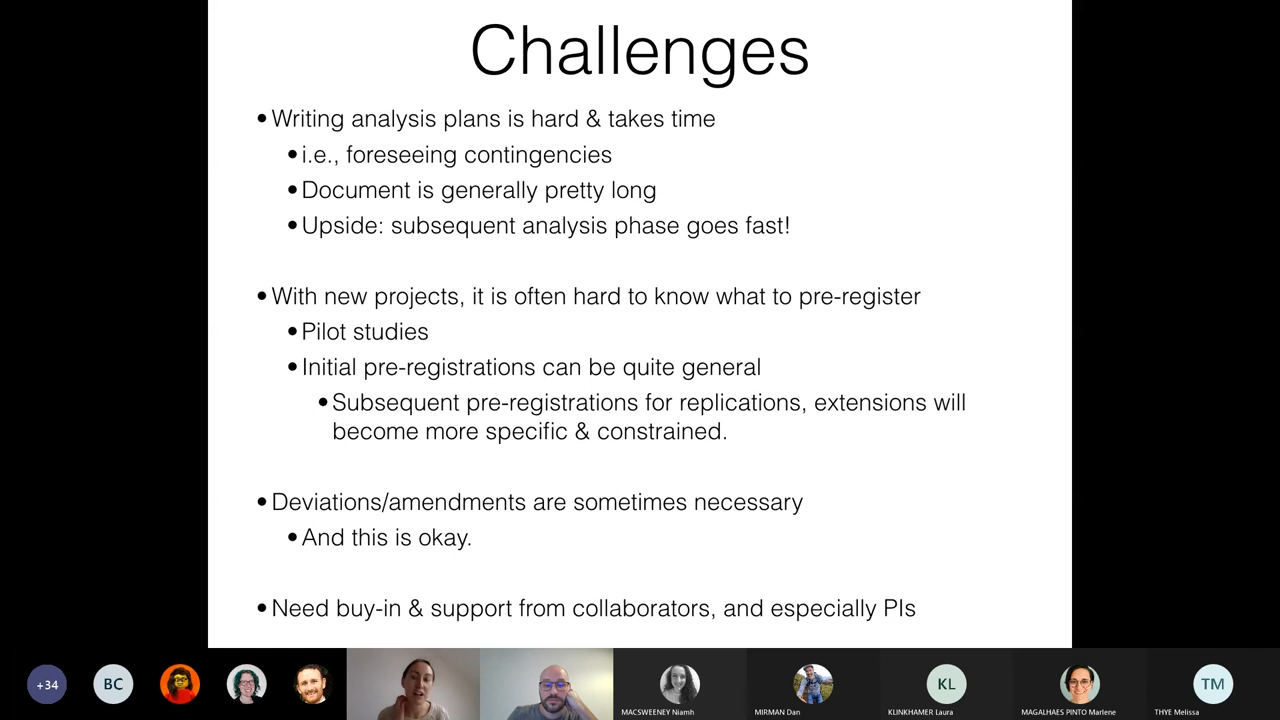 Challenges
•Writing analysis plans is hard & takes time
•i.e., foreseeing contingencies
•Document is generally pretty long
•Upside: subsequent analysis phase goes fast!
•With new projects, it is often hard to know what to pre-register
•Pilot studies
•Initial pre-registrations can be quite general
•Subsequent pre-registrations for replications, extensions will
become more specific & constrained.
•Deviations/amendments are sometimes necessary
•And this is okay.
•Need buy-in & support from collaborators, and especially PIs
+34
BC
KL
TM
MACSWEENEY Niamh
MIRMAN Dan
KLINKHAMER Laura
MAGALHAES PINTO Marlene
THYE Melissa